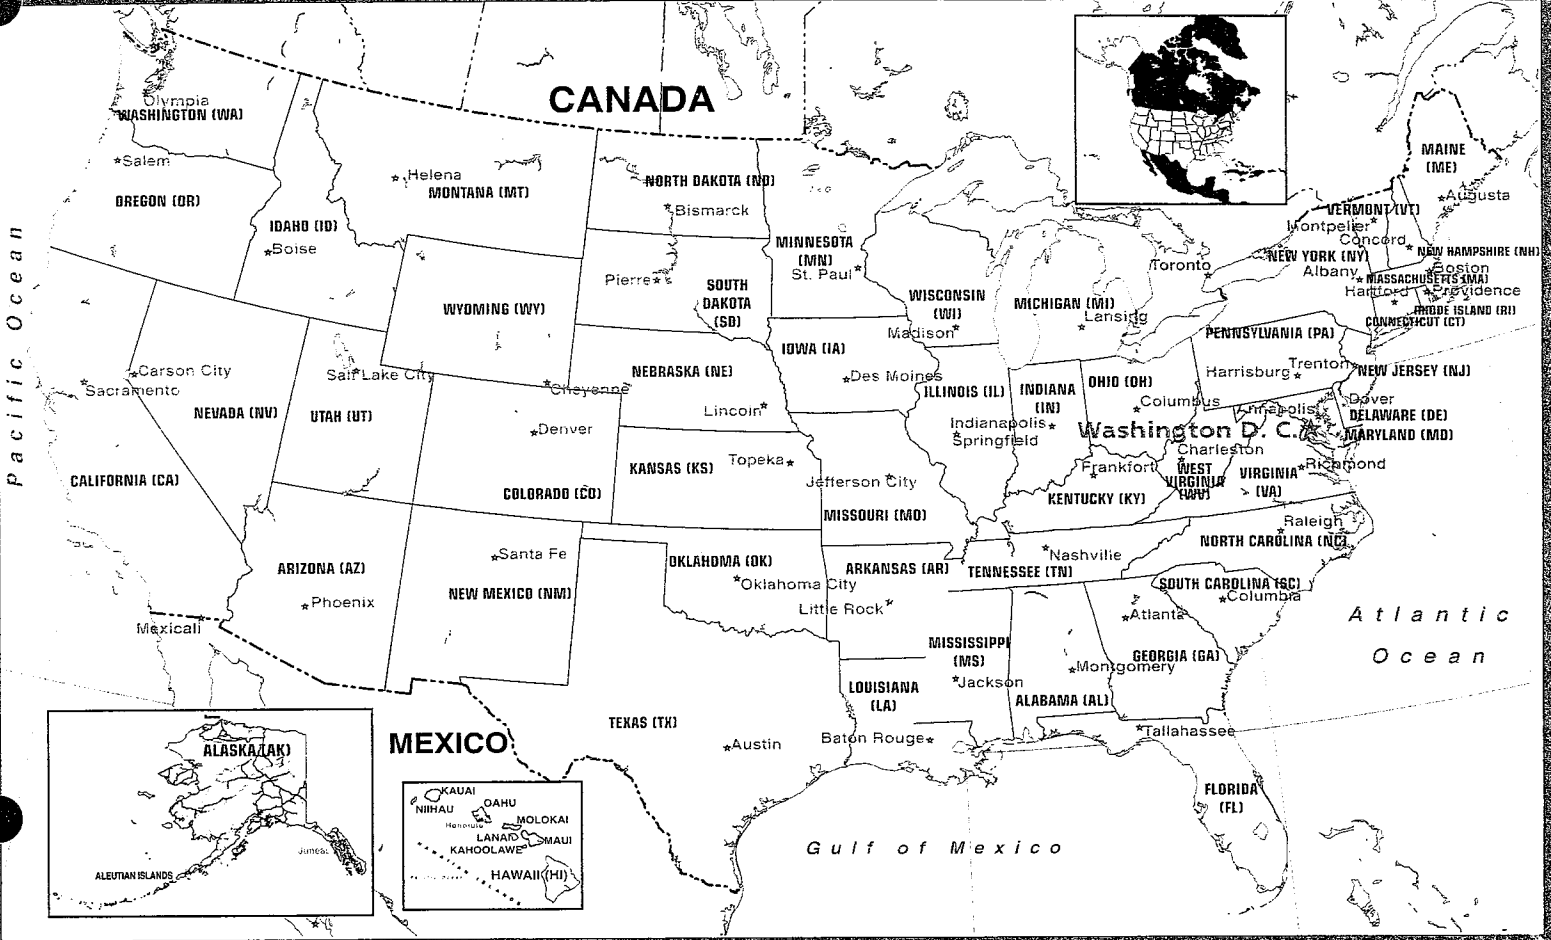 CANADA
Olympia
WASHINGTON (WA)
Salem
OREGON (OR)
Helena
MONTANA (MT)
IDAHO (ID)
Boise
NORTH DAKOTA (ND)
Bismarck
MINNESOTA
(MN)
St. Paul
Pierre
SOUTH
DAKOTA
(SD)
WYOMING (WY)
WISCONSIN
(WI)
Madison
MICHIGAN (MI)
Lansing
Toronto
MAINE
(ME)
Augusta
VERMONT (VT)
Montpelier
Concord
NEW HAMPSHIRE (NH)
NEW YORK (NY)
Albany
Boston
MASSACHUSETTS (MA)
Hartford
Providence
RHODE ISLAND (RI)
CONNECTICUT (CT)
PENNSYLVANIA (PA)
Harrisburg
Trenton
NEW JERSEY (NJ)
Pacific Ocean
Carson City
Sacramento
NEVADA (NV)
Salt Lake City
UTAH (UT)
Cheyenne
NEBRASKA (NE)
Lincoln
IOWA (IA)
Des Moines
ILLINOIS (IL)
INDIANA
(IN)
OHIO (OH)
Columbus
Indianapolis
Springfield
Annapolis
Dover
DELAWARE (DE)
Washington D. C.
MARYLAND (MD)
Charleston
WEST
VIRGINIA
(WV)
VIRGINIA
(VA)
Richmond
CALIFORNIA (CA)
Denver
COLORADO (CO)
KANSAS (KS)
Topeka
Jefferson City
MISSOURI (MO)
Frankfort
KENTUCKY (KY)
Raleigh
NORTH CAROLINA (NC)
ARIZONA (AZ)
Phoenix
Santa Fe
NEW MEXICO (NM)
OKLAHOMA (OK)
Oklahoma City
ARKANSAS (AR)
Little Rock
Nashville
TENNESSEE (TN)
SOUTH CAROLINA (SC)
Columbia
Atlanta
GEORGIA (GA)
Atlantic
Ocean
Mexicali
MISSISSIPPI
(MS)
Jackson
Montgomery
ALABAMA (AL)
LOUISIANA
(LA)
Baton Rouge
TEXAS (TX)
Austin
Tallahassee
FLORIDA
(FL)
MEXICO
Gulf of Mexico
ALASKA (AK)
Juneau
ALEUTIAN ISLANDS
KAUAI
NIIHAU
OAHU
Honolulu
MOLOKAI
LANAI
MAUI
KAHOOLAWE
HAWAII (HI)